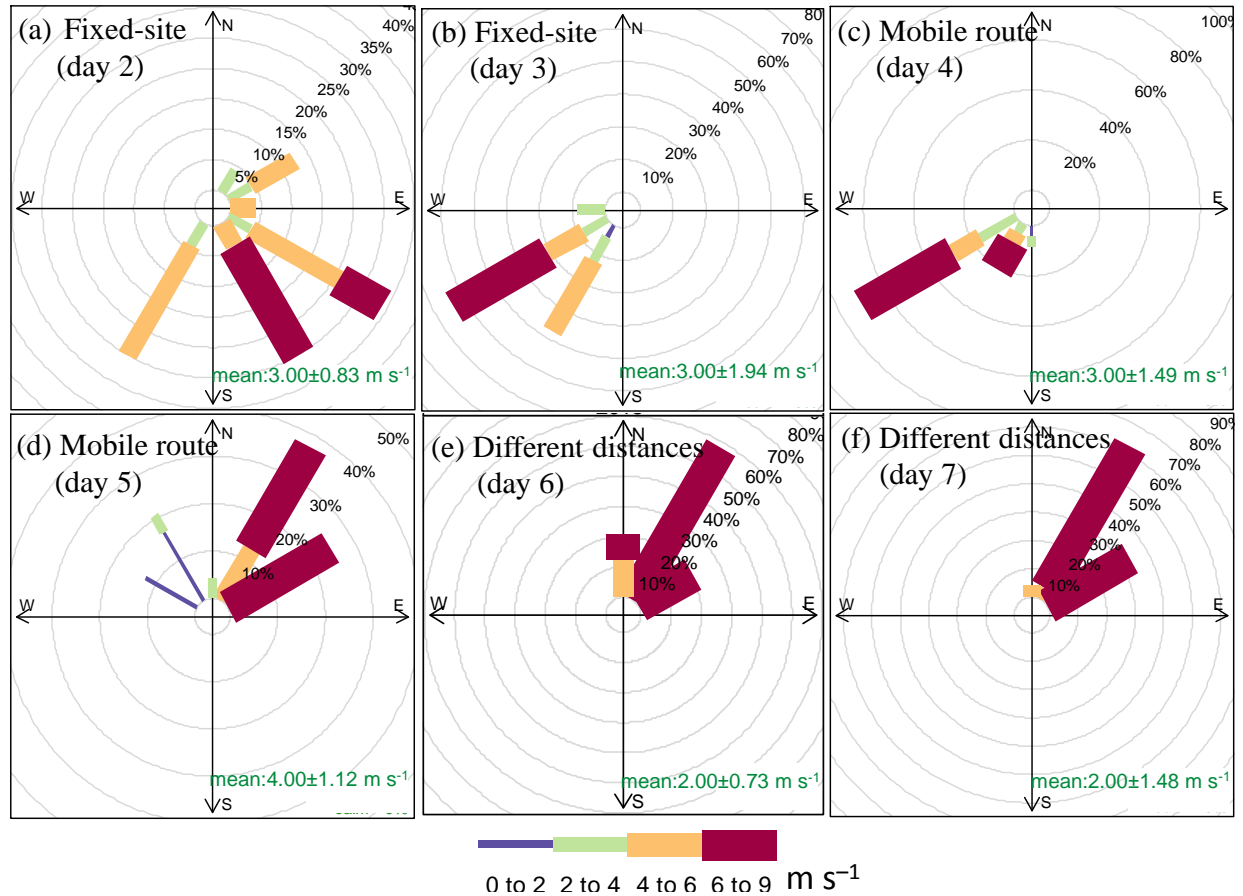 (a) Fixed-site
(day 2)
N
W
E
S
5%
10%
15%
20%
25%
30%
35%
40%
mean:3.00±0.83 m s⁻¹
(b) Fixed-site
(day 3)
N
W
E
S
10%
20%
30%
40%
50%
60%
70%
80
mean:3.00±1.94 m s⁻¹
(c) Mobile route
(day 4)
N
W
E
S
20%
40%
60%
80%
100%
mean:3.00±1.49 m s⁻¹
(d) Mobile route
(day 5)
N
W
E
S
10%
20%
30%
40%
50%
mean:4.00±1.12 m s⁻¹
(e) Different distances
(day 6)
N
W
E
S
10%
20%
30%
40%
50%
60%
70%
80%
mean:2.00±0.73 m s⁻¹
(f) Different distances
(day 7)
N
W
E
S
10%
20%
30%
40%
50%
60%
70%
80%
90%
mean:2.00±1.48 m s⁻¹
0 to 2 2 to 4 4 to 6 6 to 9 m s⁻¹